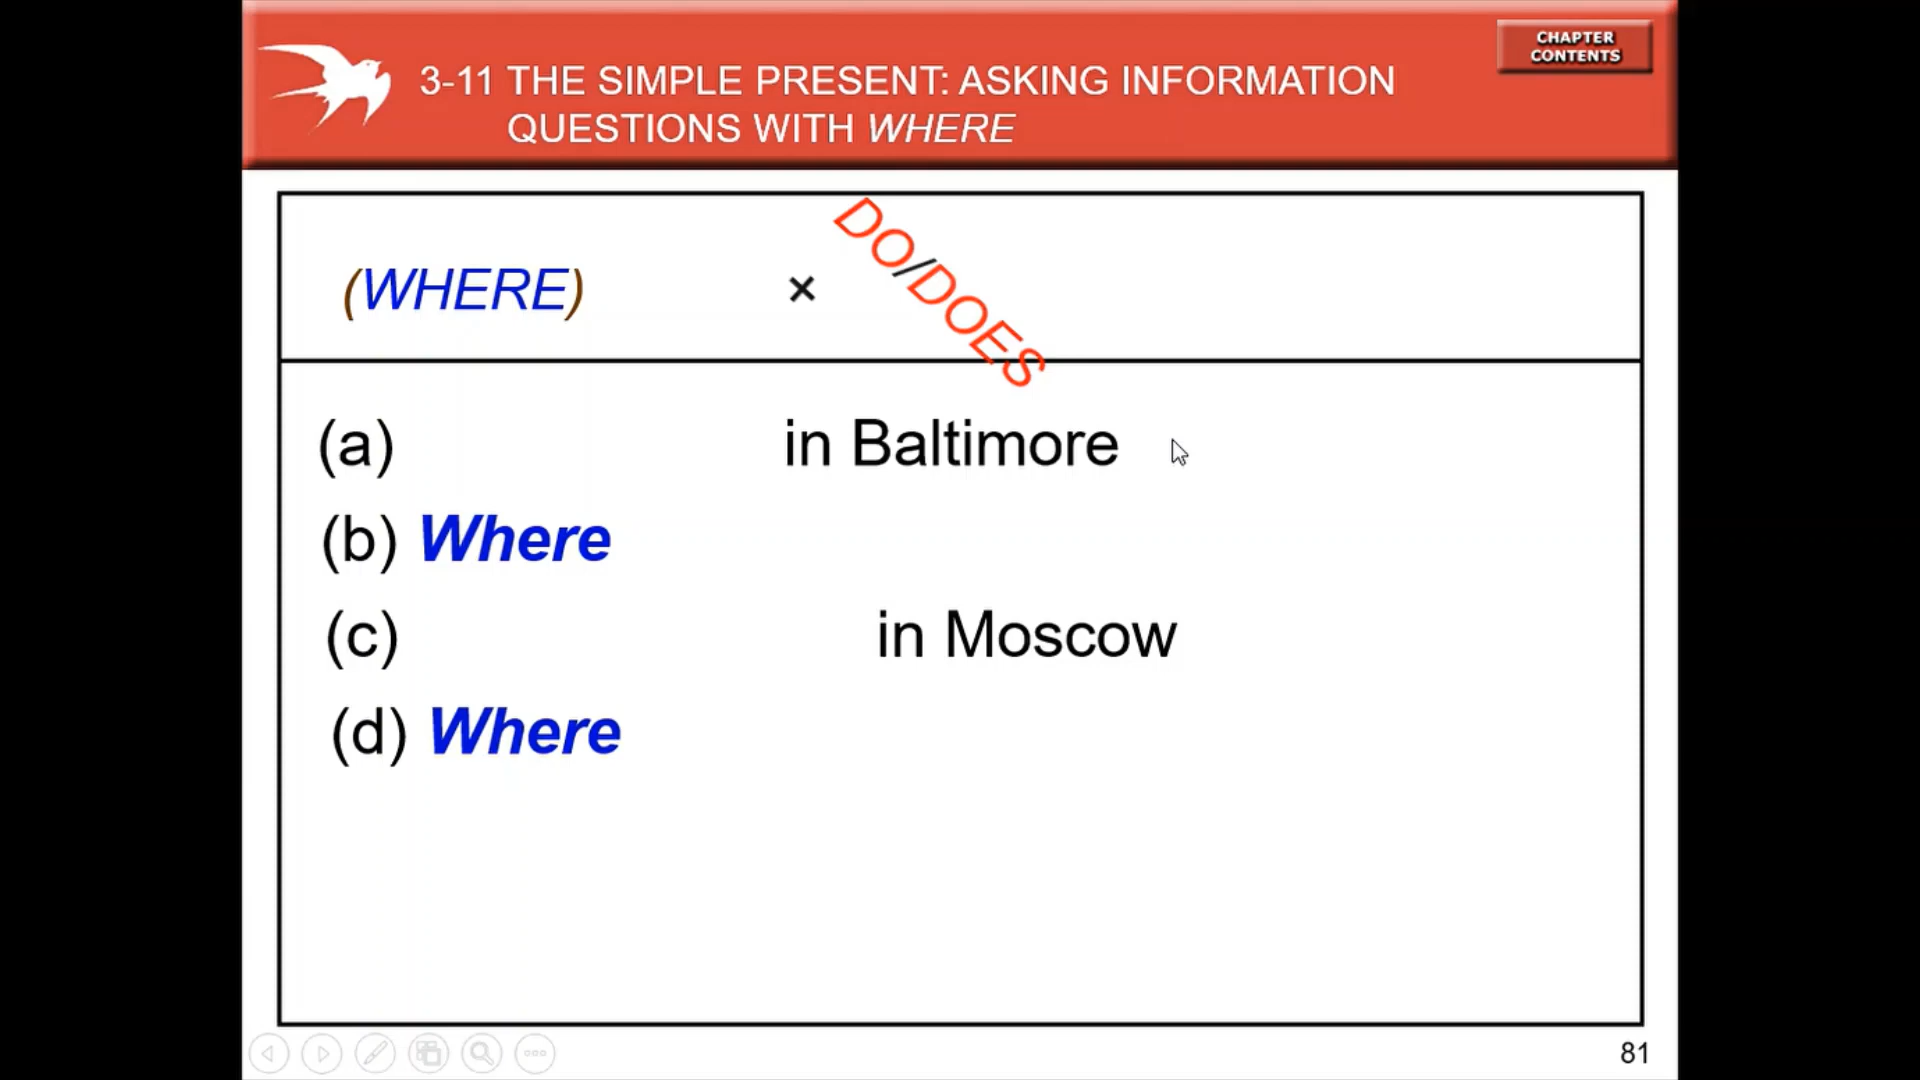 CHAPTER
CONTENTS
3-11 THE SIMPLE PRESENT: ASKING INFORMATION
QUESTIONS WITH WHERE
(WHERE) × DO/DOES
(a) in Baltimore
(b) Where
(c) in Moscow
(d) Where
81